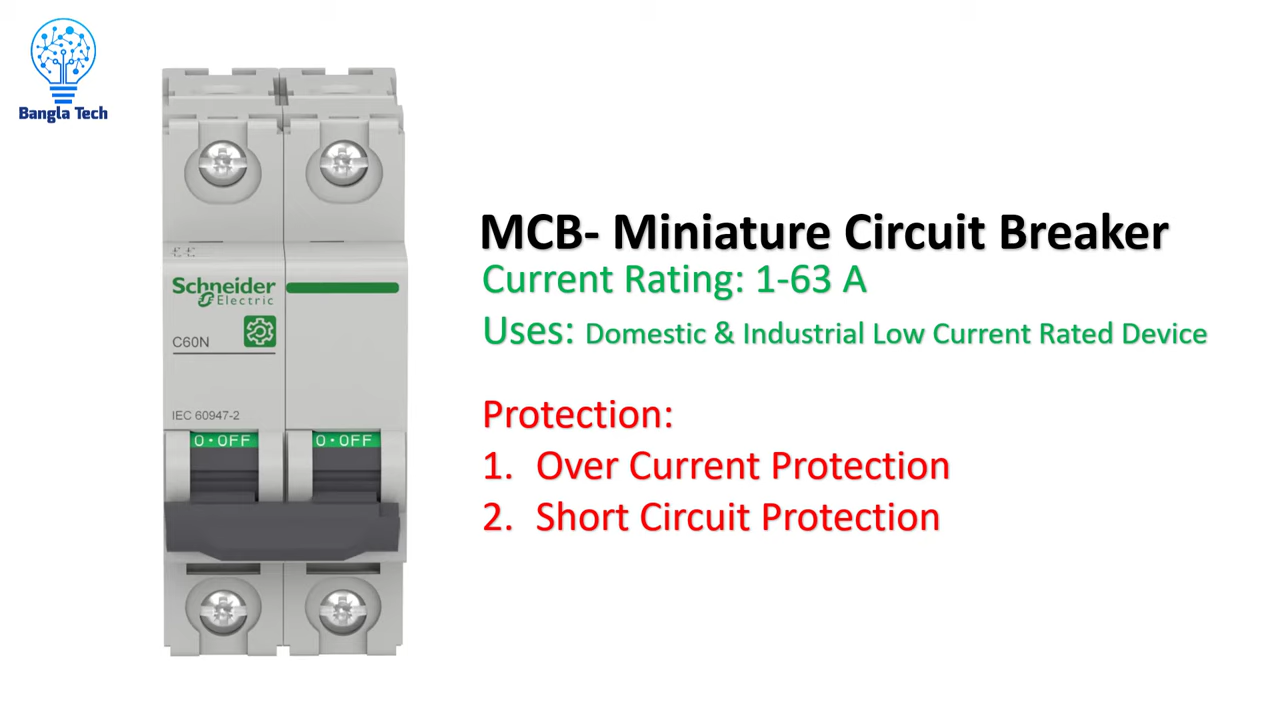 Bangla Tech
MCB- Miniature Circuit Breaker
Current Rating: 1-63 A
Uses: Domestic & Industrial Low Current Rated Device
Protection:
1. Over Current Protection
2. Short Circuit Protection
Schneider
Electric
C60N
IEC 60947-2
O·OFF O·OFF